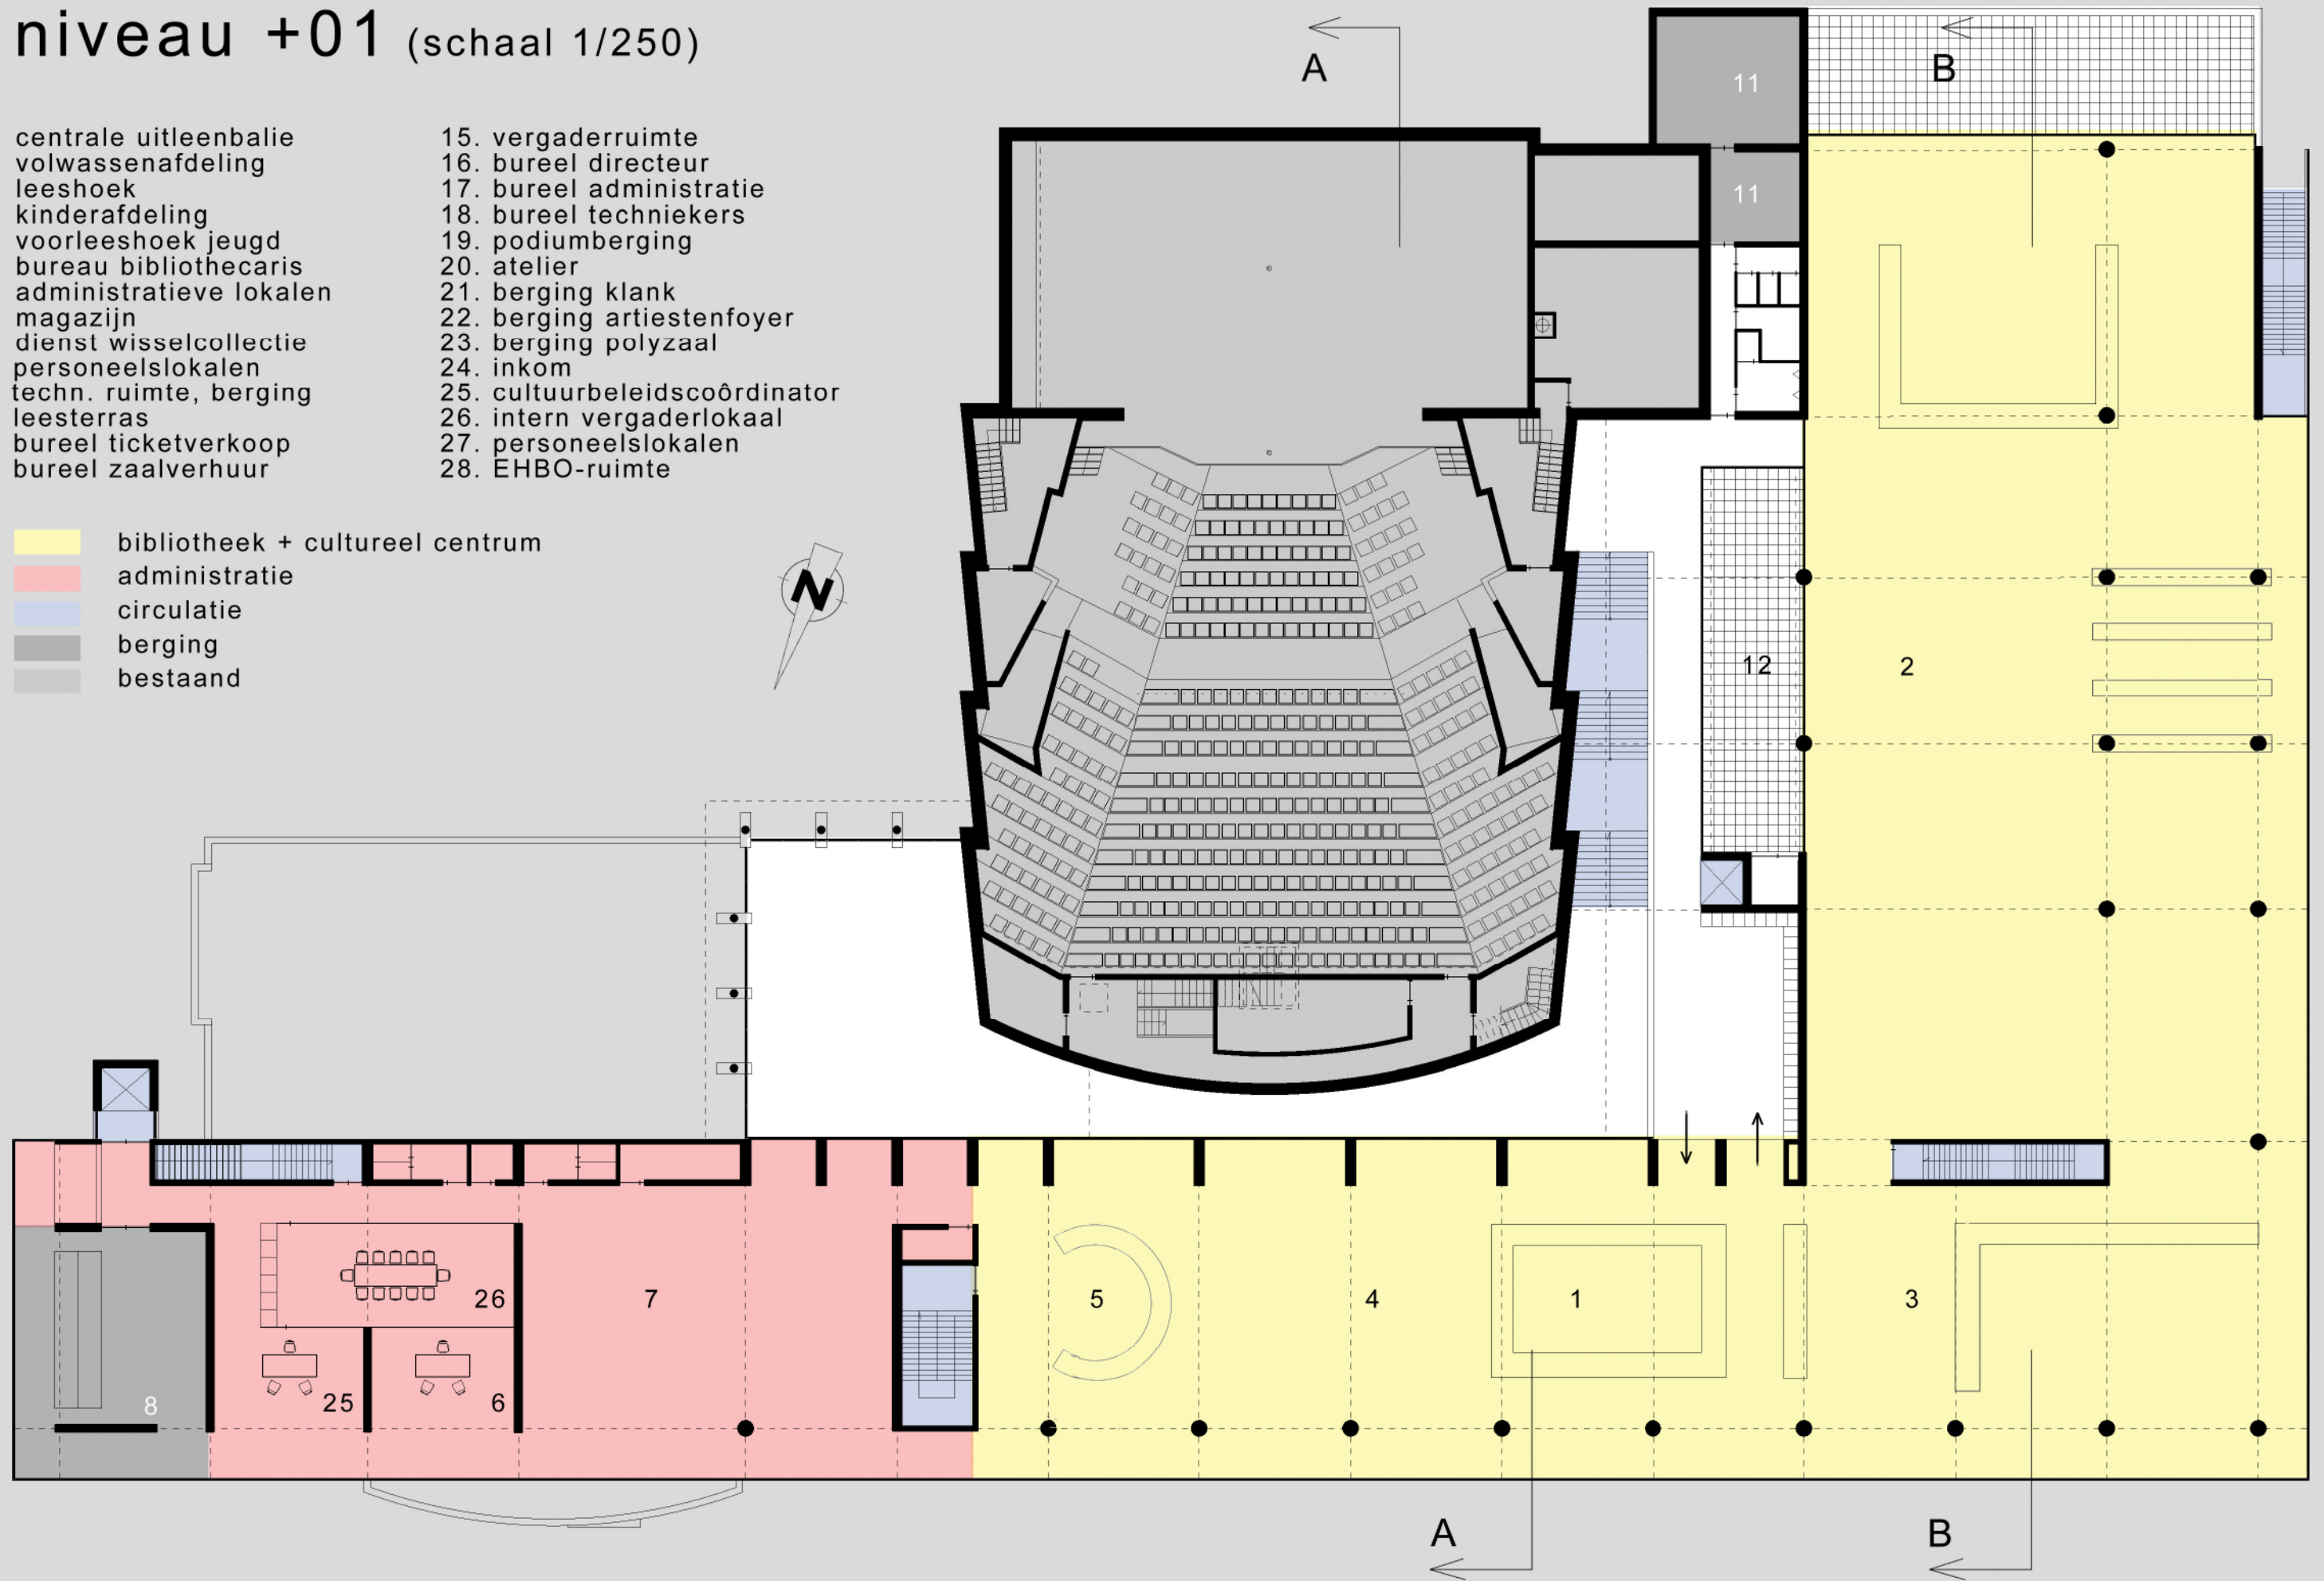 niveau +01 (schaal 1/250)
centrale uitleenbalie
volwassenafdeling
leeshoek
kinderafdeling
voorleeshoek jeugd
bureau bibliothecaris
administratieve lokalen
magazijn
dienst wisselcollectie
personeelslokalen
techn. ruimte, berging
leesterras
bureel ticketverkoop
bureel zaalverhuur
15. vergaderruimte
16. bureel directeur
17. bureel administratie
18. bureel techniekers
19. podiumberging
20. atelier
21. berging klank
22. berging artiestenfoyer
23. berging polyzaal
24. inkom
25. cultuurbeleidscoôrdinator
26. intern vergaderlokaal
27. personeelslokalen
28. EHBO-ruimte
bibliotheek + cultureel centrum
administratie
circulatie
berging
bestaand
N
A
B
11
11
12
2
26
7
5
4
1
3
8
25
6
A
B